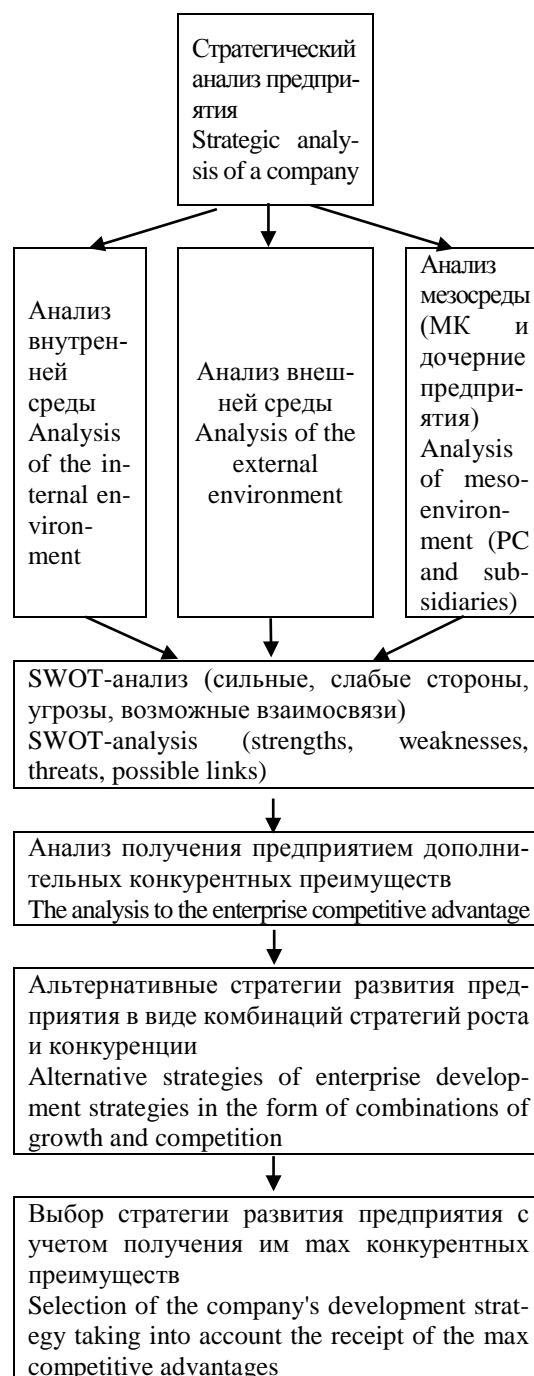 Стратегический
анализ предпри-
ятия
Strategic analy-
sis of a company
Анализ
внутрен-
ней
среды
Analysis
of the in-
ternal en-
viron-
ment
Анализ внеш-
ней среды
Analysis of the
external
environment
Анализ
мезосреды
(МК и
дочерние
предпри-
ятия)
Analysis
of meso-
environ-
ment (PC
and sub-
sidiaries)
SWOT-анализ (сильные, слабые стороны,
угрозы, возможные взаимосвязи)
SWOT-analysis (strengths, weaknesses,
threats, possible links)
Анализ получения предприятием дополни-
тельных конкурентных преимуществ
The analysis to the enterprise competitive advantage
Альтернативные стратегии развития пред-
приятия в виде комбинаций стратегий роста
и конкуренции
Alternative strategies of enterprise develop-
ment strategies in the form of combinations of
growth and competition
Выбор стратегии развития предприятия с
учетом получения им max конкурентных
преимуществ
Selection of the company's development strat-
egy taking into account the receipt of the max
competitive advantages